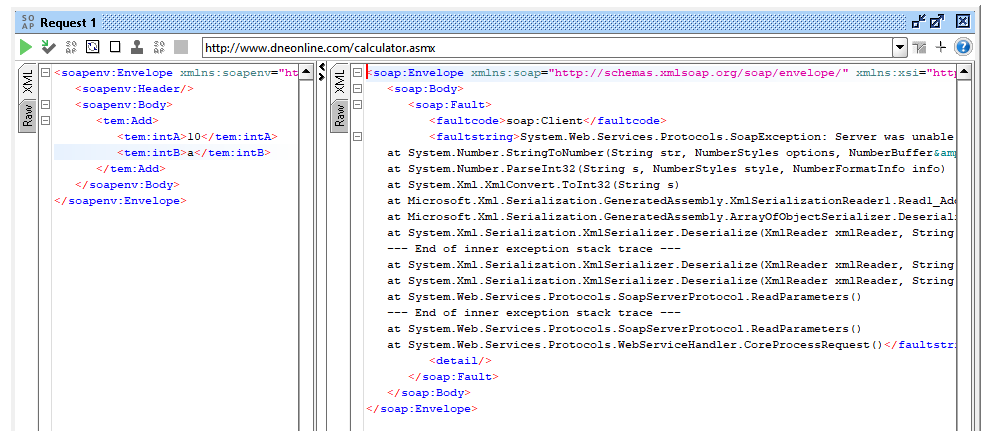 SO AP Request 1
http://www.dneonline.com/calculator.asmx
XML
Raw
<soapenv:Envelope xmlns:soapenv="ht
<soapenv:Header/>
<soapenv:Body>
<tem:Add>
<tem:intA>10</tem:intA>
<tem:intB>a</tem:intB>
</tem:Add>
</soapenv:Body>
</soapenv:Envelope>
XML
Raw
<soap:Envelope xmlns:soap="http://schemas.xmlsoap.org/soap/envelope/" xmlns:xsi="http
<soap:Body>
<soap:Fault>
<faultcode>soap:Client</faultcode>
<faultstring>System.Web.Services.Protocols.SoapException: Server was unable
at System.Number.StringToNumber(String str, NumberStyles options, NumberBuffer&amp
at System.Number.ParseInt32(String s, NumberStyles style, NumberFormatInfo info)
at System.Xml.XmlConvert.ToInt32(String s)
at Microsoft.Xml.Serialization.GeneratedAssembly.XmlSerializationReader1.Read1_Add
at Microsoft.Xml.Serialization.GeneratedAssembly.ArrayOfObjectSerializer.Deseriali
at System.Xml.Serialization.XmlSerializer.Deserialize(XmlReader xmlReader, String
--- End of inner exception stack trace ---
at System.Xml.Serialization.XmlSerializer.Deserialize(XmlReader xmlReader, String
at System.Xml.Serialization.XmlSerializer.Deserialize(XmlReader xmlReader, String
at System.Web.Services.Protocols.SoapServerProtocol.ReadParameters()
--- End of inner exception stack trace ---
at System.Web.Services.Protocols.SoapServerProtocol.ReadParameters()
at System.Web.Services.Protocols.WebServiceHandler.CoreProcessRequest()</faultstri
<detail/>
</soap:Fault>
</soap:Body>
</soap:Envelope>